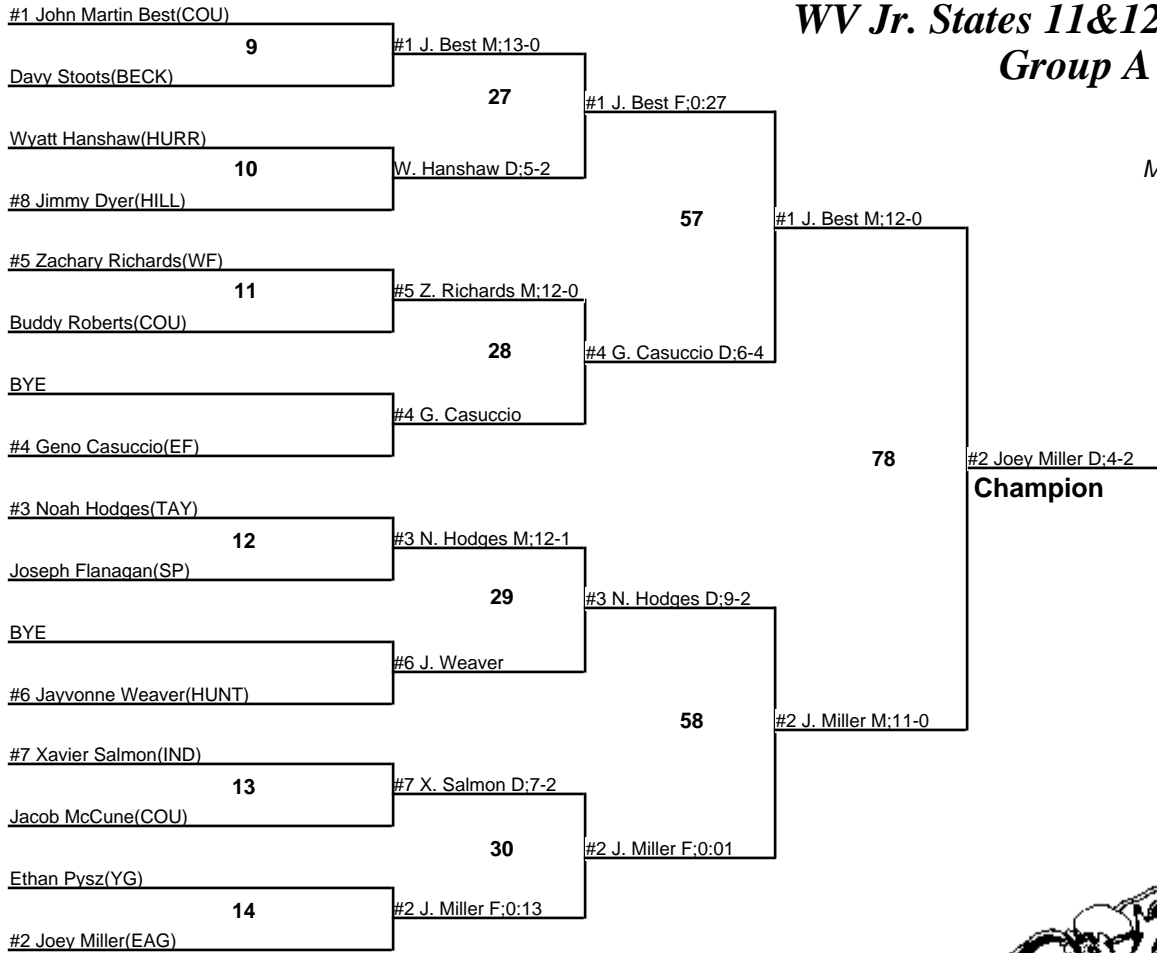 WV Jr. States 11&12
Group A
M
#1 John Martin Best(COU)
9
Davy Stoots(BECK)
Wyatt Hanshaw(HURR)
10
#8 Jimmy Dyer(HILL)
#5 Zachary Richards(WF)
11
Buddy Roberts(COU)
BYE
#4 Geno Casuccio(EF)
#3 Noah Hodges(TAY)
12
Joseph Flanagan(SP)
BYE
#6 Jayvonne Weaver(HUNT)
#7 Xavier Salmon(IND)
13
Jacob McCune(COU)
Ethan Pysz(YG)
14
#2 Joey Miller(EAG)
#1 J. Best M;13-0
27
W. Hanshaw D;5-2
#5 Z. Richards M;12-0
28
#4 G. Casuccio
#3 N. Hodges M;12-1
29
#6 J. Weaver
#7 X. Salmon D;7-2
30
#2 J. Miller F;0:13
#1 J. Best F;0:27
57
#4 G. Casuccio D;6-4
#3 N. Hodges D;9-2
58
#2 J. Miller F;0:01
#1 J. Best M;12-0
78
#2 J. Miller M;11-0
#2 Joey Miller D;4-2
Champion